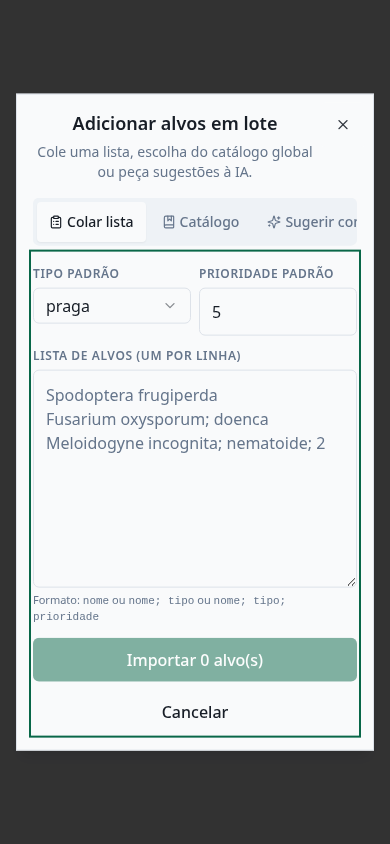 Adicionar alvos em lote
Cole uma lista, escolha do catálogo global
ou peça sugestões à IA.
Colar lista
Catálogo
Sugerir con
TIPO PADRÃO
PRIORIDADE PADRÃO
praga
5
LISTA DE ALVOS (UM POR LINHA)
Spodoptera frugiperda
Fusarium oxysporum; doenca
Meloidogyne incognita; nematoide; 2
Formato: nome ou nome; tipo ou nome; tipo;
prioridade
Importar 0 alvo(s)
Cancelar